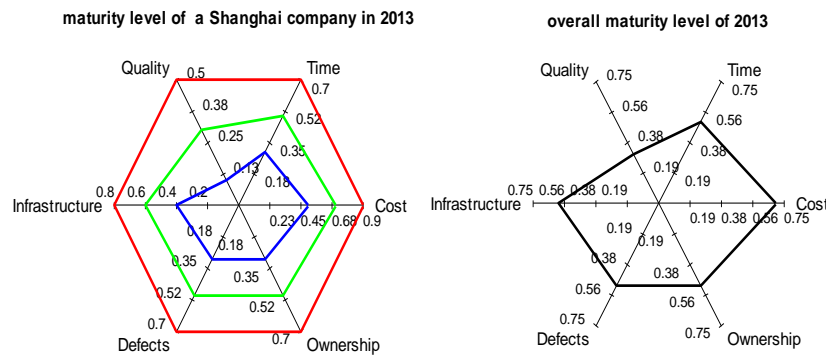 maturity level of a Shanghai company in 2013
Quality 0.5 Time 0.7
0.38 0.52
0.25 0.35
0.13 0.18
Infrastructure 0.8 0.6 0.4 0.2 0.23 0.45 0.68 0.9 Cost
0.18 0.18
0.35 0.35
0.52 0.52
0.7 0.7
Defects Ownership
overall maturity level of 2013
Quality 0.75 Time 0.75
0.56 0.56
0.38 0.38
0.19 0.19
Infrastructure 0.75 0.56 0.38 0.19 0.19 0.38 0.56 0.75 Cost
0.19 0.19
0.38 0.38
0.56 0.56
0.75 0.75
Defects Ownership